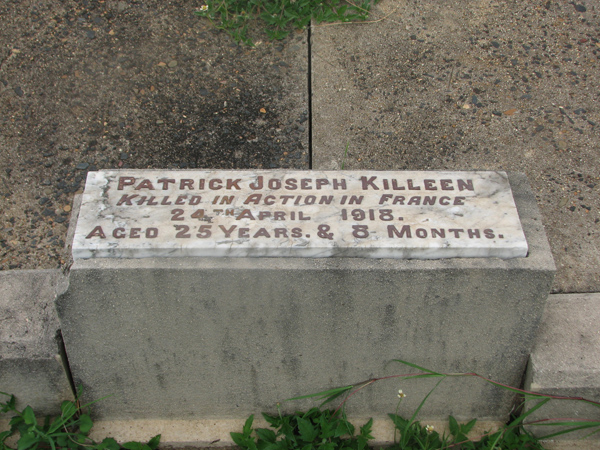 PATRICK JOSEPH KILLEEN
KILLED IN ACTION IN FRANCE
24TH APRIL 1918.
AGED 25 YEARS. & 8 MONTHS.